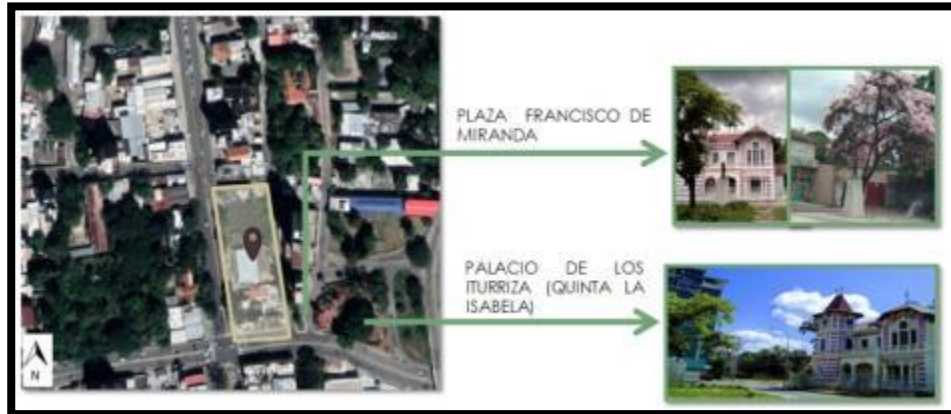 PLAZA FRANCISCO DE
MIRANDA
PALACIO DE LOS
ITURRIZA (QUINTA LA
ISABELA)
N